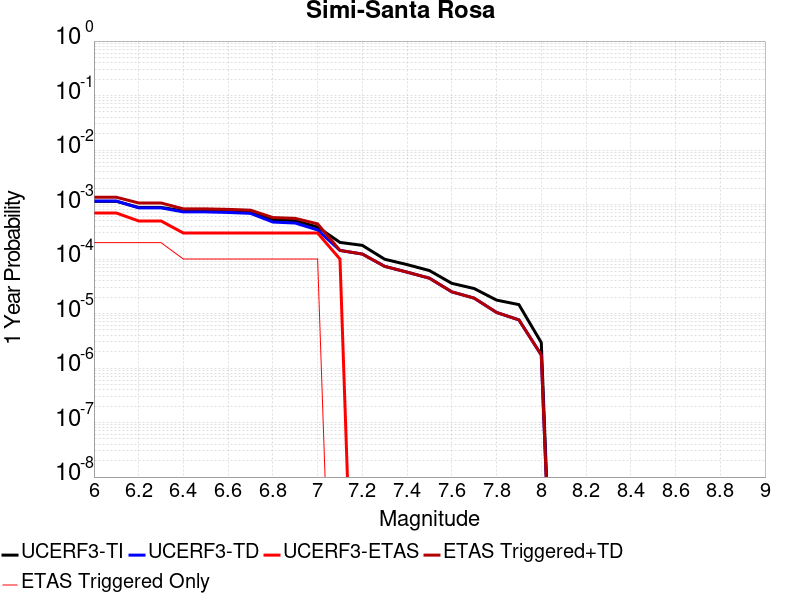 Simi-Santa Rosa
10^0
10^-1
10^-2
10^-3
10^-4
10^-5
10^-6
10^-7
10^-8
1 Year Probability
6 6.2 6.4 6.6 6.8 7 7.2 7.4 7.6 7.8 8 8.2 8.4 8.6 8.8 9
Magnitude
UCERF3-TI UCERF3-TD UCERF3-ETAS ETAS Triggered+TD
ETAS Triggered Only